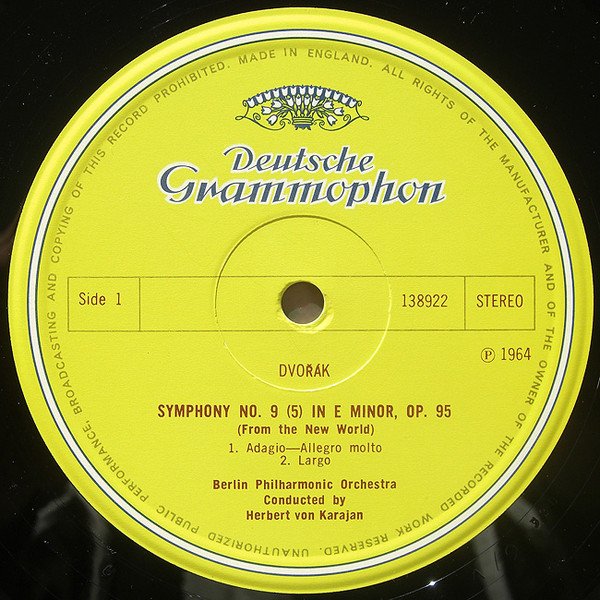 MADE IN ENGLAND. ALL RIGHTS OF THE MANUFACTURER AND OF THE OWNER OF THE RECORDED WORK RESERVED. UNAUTHORIZED PUBLIC PERFORMANCE, BROADCASTING AND COPYING OF THIS RECORD PROHIBITED.
Deutsche
Grammophon
Side 1
138922
STEREO
℗ 1964
DVOŘÁK
SYMPHONY NO. 9 (5) IN E MINOR, OP. 95
(From the New World)
1. Adagio—Allegro molto
2. Largo
Berlin Philharmonic Orchestra
Conducted by
Herbert von Karajan